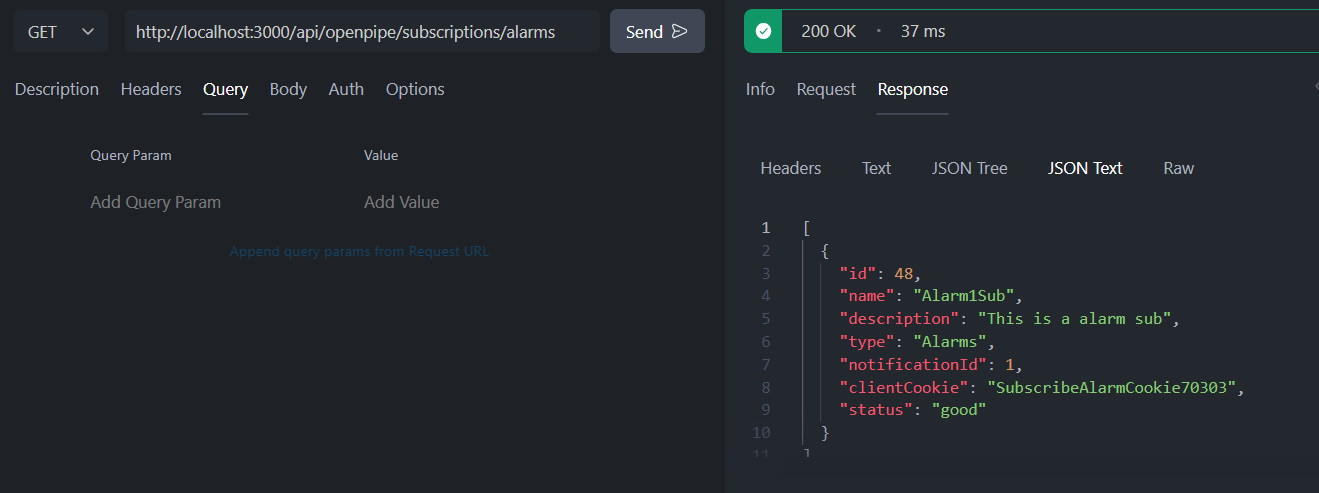 GET
http://localhost:3000/api/openpipe/subscriptions/alarms
Send
Description Headers Query Body Auth Options
Query Param Value
Add Query Param Add Value
Append query params from Request URL
200 OK • 37 ms
Info Request Response
Headers Text JSON Tree JSON Text Raw
1 [
2 {
3 "id": 48,
4 "name": "Alarm1Sub",
5 "description": "This is a alarm sub",
6 "type": "Alarms",
7 "notificationId": 1,
8 "clientCookie": "SubscribeAlarmCookie70303",
9 "status": "good"
10 }
11 ]